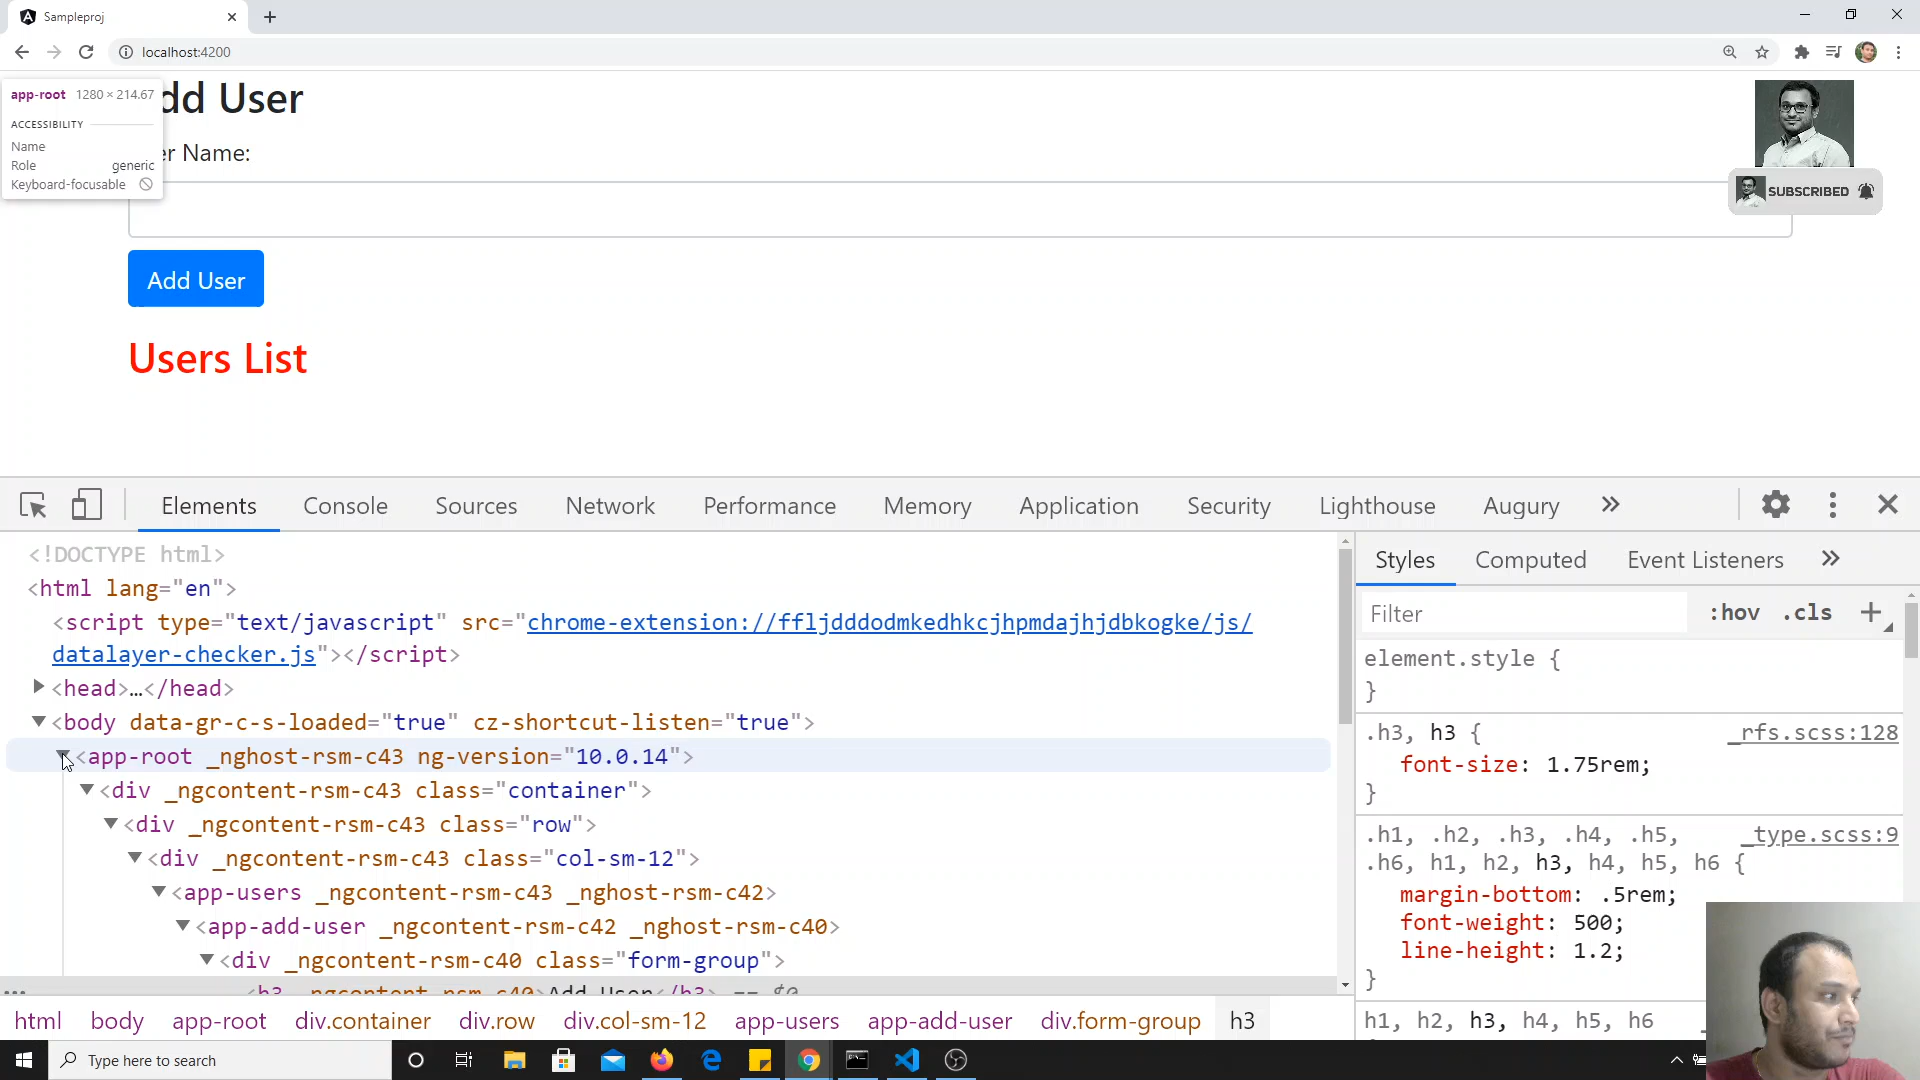 Sampleproj
localhost:4200
app-root 1280 × 214.67
ACCESSIBILITY
Name
Role generic
Keyboard-focusable
dd User
er Name:
SUBSCRIBED
Add User
Users List
Elements Console Sources Network Performance Memory Application Security Lighthouse Augury »
<!DOCTYPE html>
<html lang="en">
<script type="text/javascript" src="chrome-extension://ffljdddodmkedhkcjhpmdajhjdbkogke/js/
datalayer-checker.js"></script>
<head>…</head>
<body data-gr-c-s-loaded="true" cz-shortcut-listen="true">
<app-root _nghost-rsm-c43 ng-version="10.0.14">
<div _ngcontent-rsm-c43 class="container">
<div _ngcontent-rsm-c43 class="row">
<div _ngcontent-rsm-c43 class="col-sm-12">
<app-users _ngcontent-rsm-c43 _nghost-rsm-c42>
<app-add-user _ngcontent-rsm-c42 _nghost-rsm-c40>
<div _ngcontent-rsm-c40 class="form-group">
<h3 _ngcontent-rsm-c40>Add User</h3> == $0
html body app-root div.container div.row div.col-sm-12 app-users app-add-user div.form-group h3
Styles Computed Event Listeners »
Filter :hov .cls +
element.style {
}
.h3, h3 { _rfs.scss:128
font-size: 1.75rem;
}
.h1, .h2, .h3, .h4, .h5, _type.scss:9
.h6, h1, h2, h3, h4, h5, h6 {
margin-bottom: .5rem;
font-weight: 500;
line-height: 1.2;
}
h1, h2, h3, h4, h5, h6
Type here to search